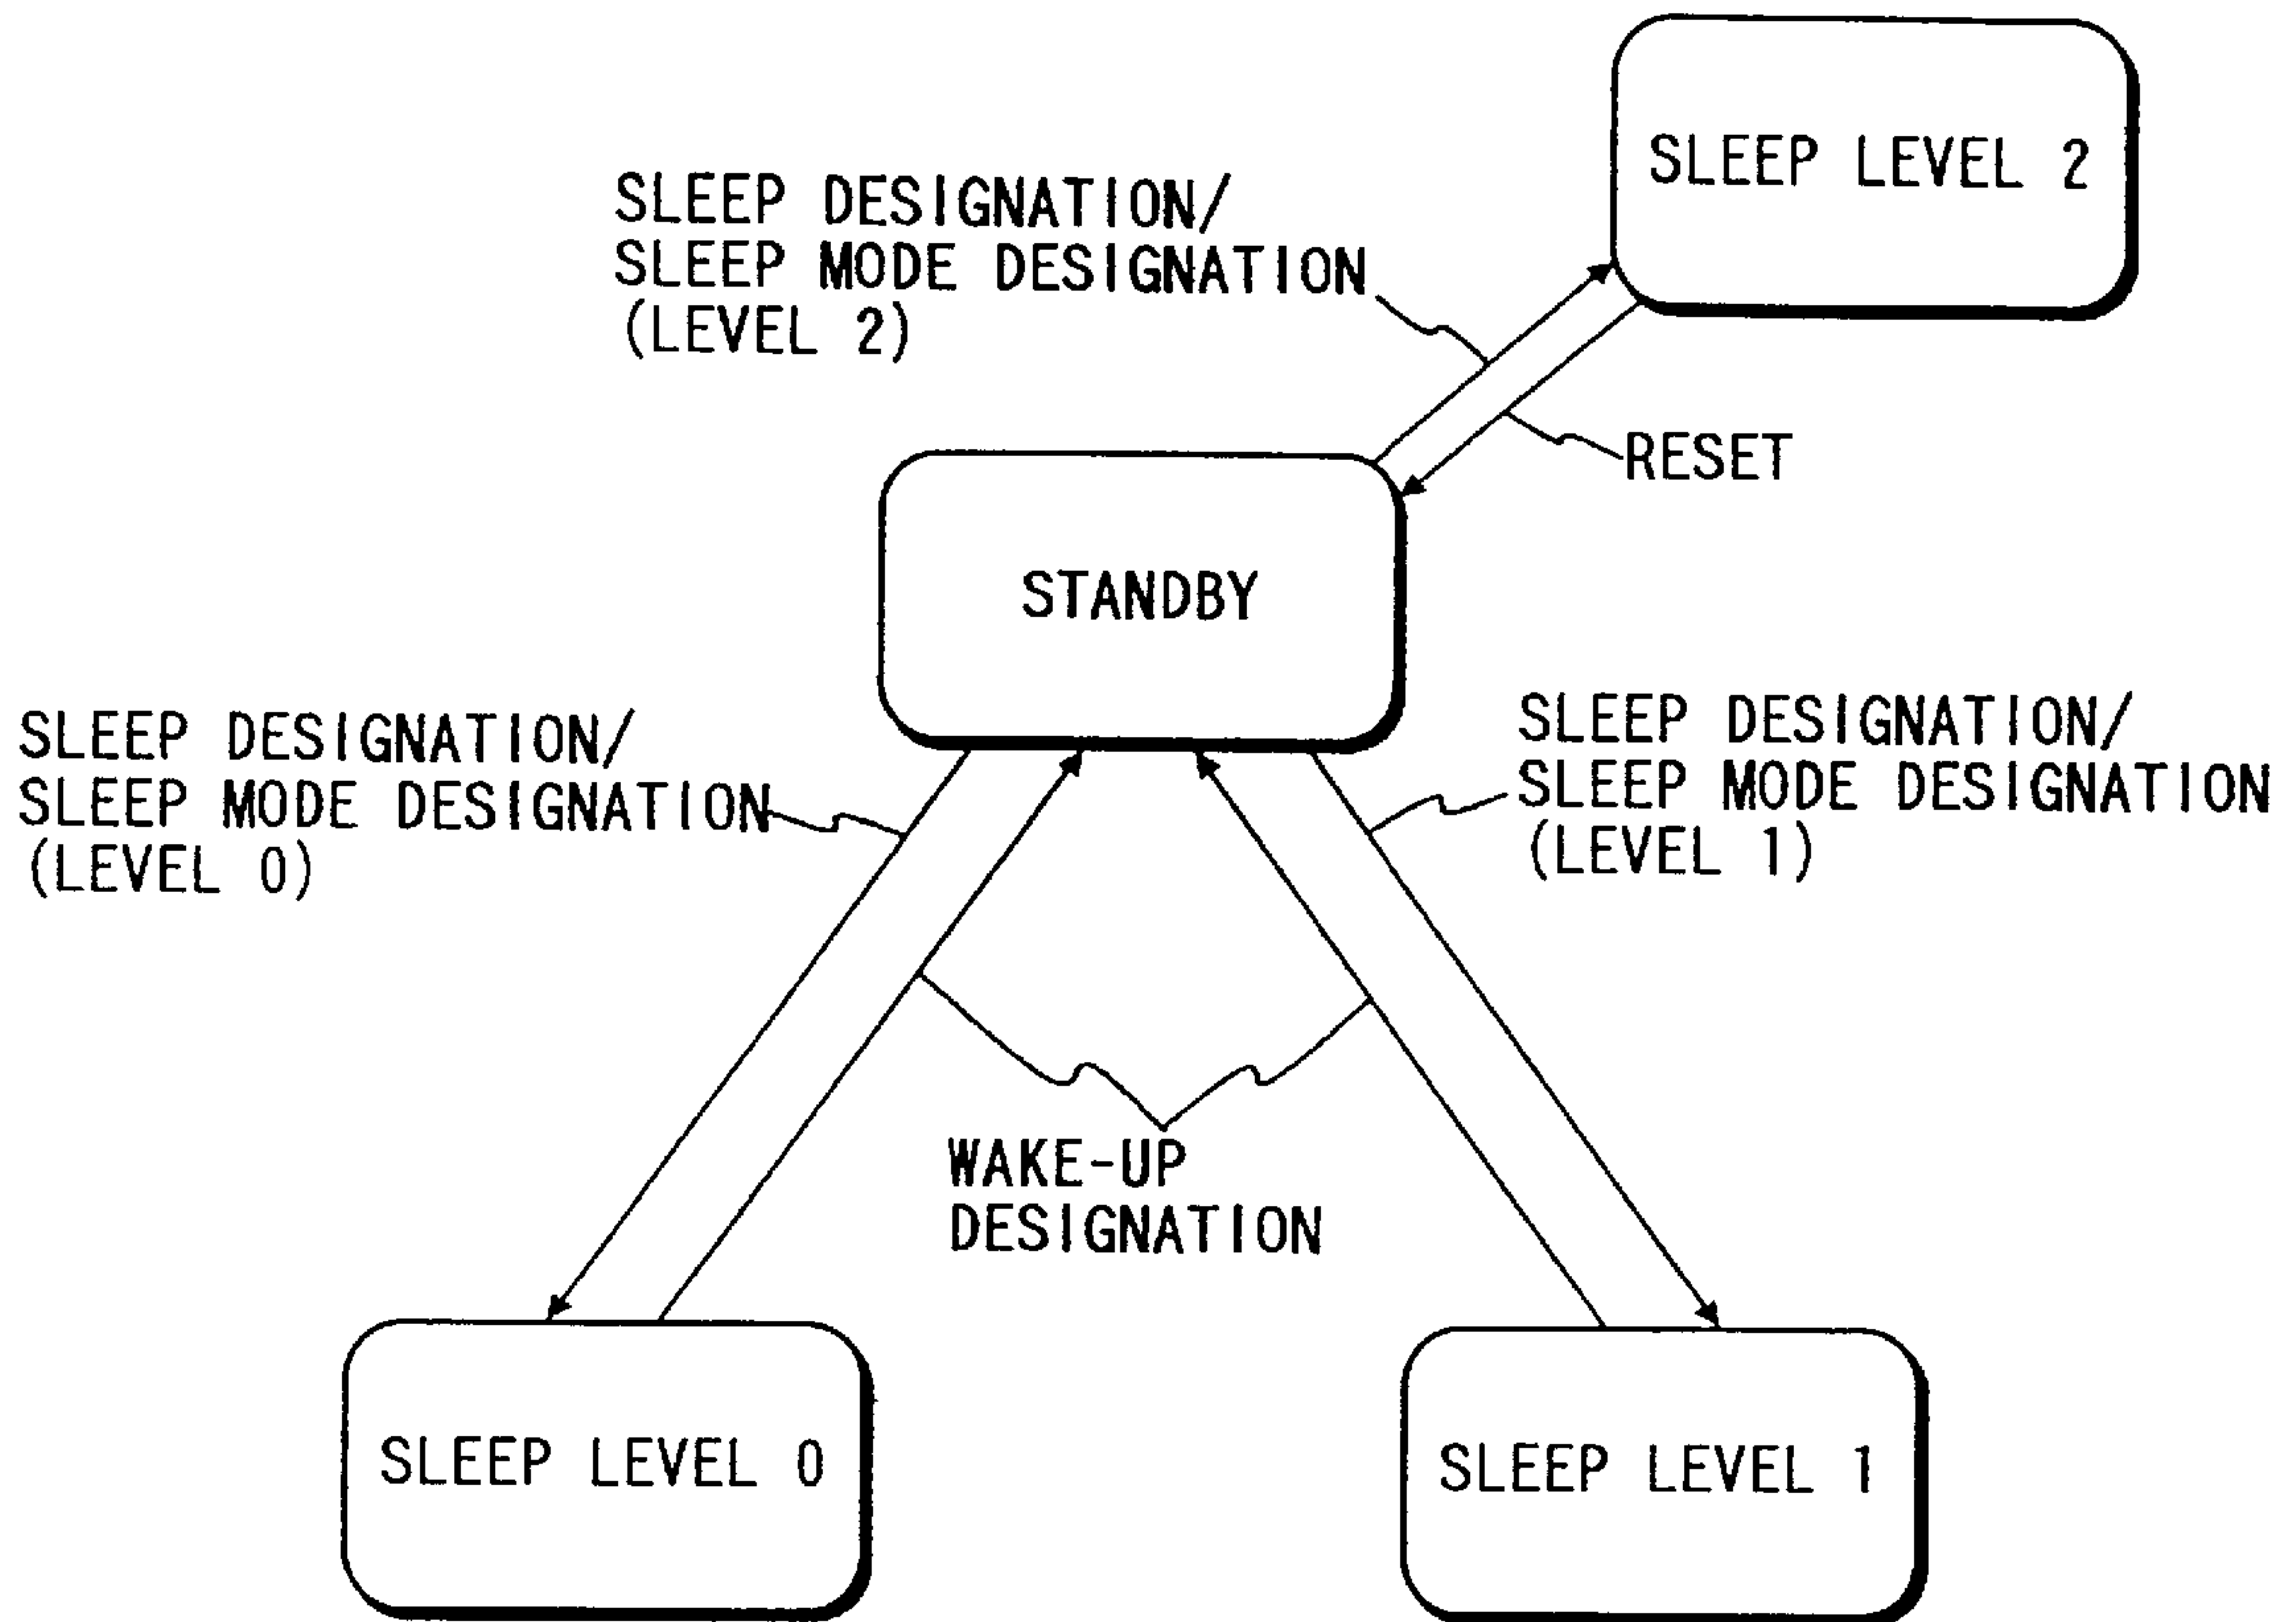 SLEEP LEVEL 2
SLEEP DESIGNATION/
SLEEP MODE DESIGNATION
(LEVEL 2)
RESET
STANDBY
SLEEP DESIGNATION/
SLEEP MODE DESIGNATION
(LEVEL 0)
SLEEP DESIGNATION/
SLEEP MODE DESIGNATION
(LEVEL 1)
WAKE-UP
DESIGNATION
SLEEP LEVEL 0
SLEEP LEVEL 1